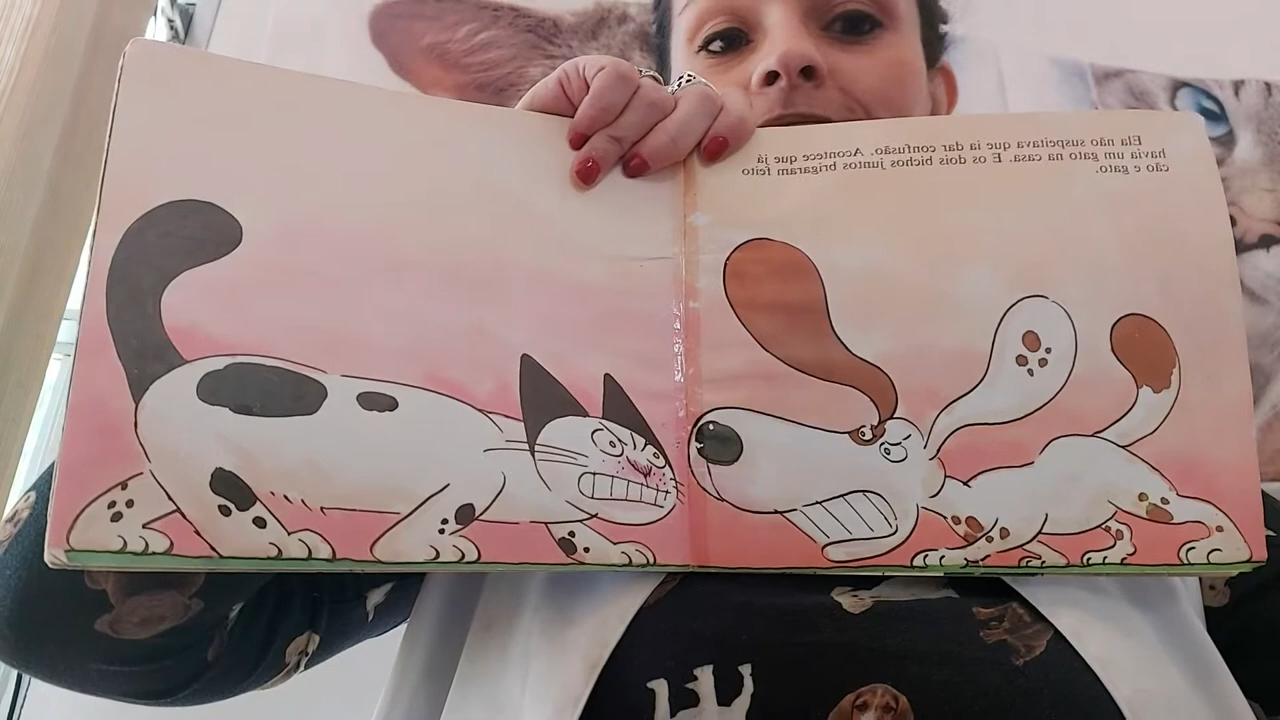 Ela não suspeitava que ia dar confusão. Acontece que já
havia um gato na casa. E os dois bichos juntos brigaram feito
cão e gato.